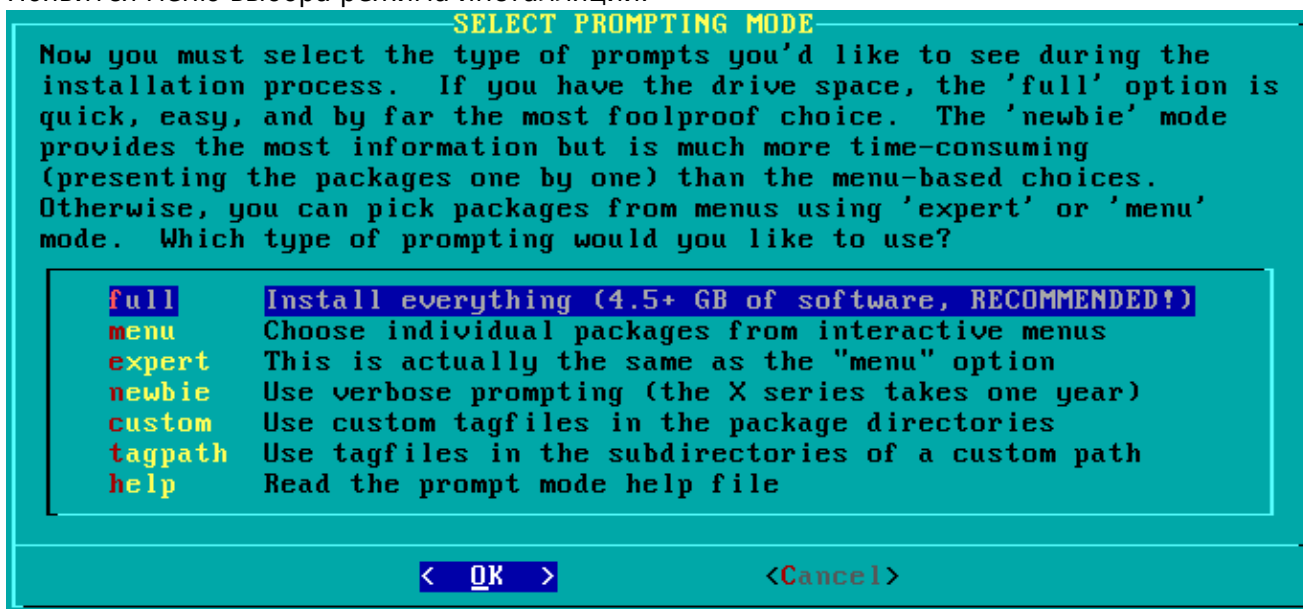 Появится меню выбора режима инсталляции:
SELECT PROMPTING MODE
Now you must select the type of prompts you'd like to see during the
installation process.  If you have the drive space, the 'full' option is
quick, easy, and by far the most foolproof choice.  The 'newbie' mode
provides the most information but is much more time-consuming
(presenting the packages one by one) than the menu-based choices.
Otherwise, you can pick packages from menus using 'expert' or 'menu'
mode.  Which type of prompting would you like to use?
full Install everything (4.5+ GB of software, RECOMMENDED!)
menu Choose individual packages from interactive menus
expert This is actually the same as the "menu" option
newbie Use verbose prompting (the X series takes one year)
custom Use custom tagfiles in the package directories
tagpath Use tagfiles in the subdirectories of a custom path
help Read the prompt mode help file
< OK > <Cancel>